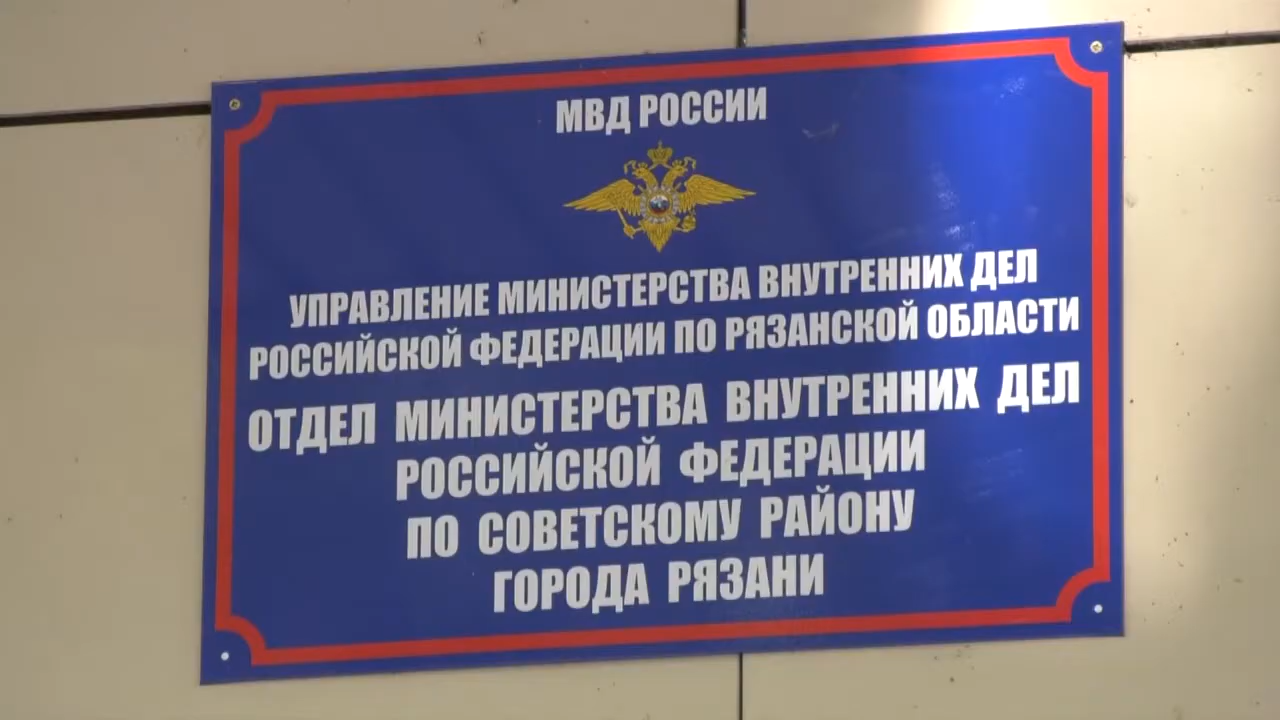 МВД РОССИИ
УПРАВЛЕНИЕ МИНИСТЕРСТВА ВНУТРЕННИХ ДЕЛ
РОССИЙСКОЙ ФЕДЕРАЦИИ ПО РЯЗАНСКОЙ ОБЛАСТИ
ОТДЕЛ МИНИСТЕРСТВА ВНУТРЕННИХ ДЕЛ
РОССИЙСКОЙ ФЕДЕРАЦИИ
ПО СОВЕТСКОМУ РАЙОНУ
ГОРОДА РЯЗАНИ